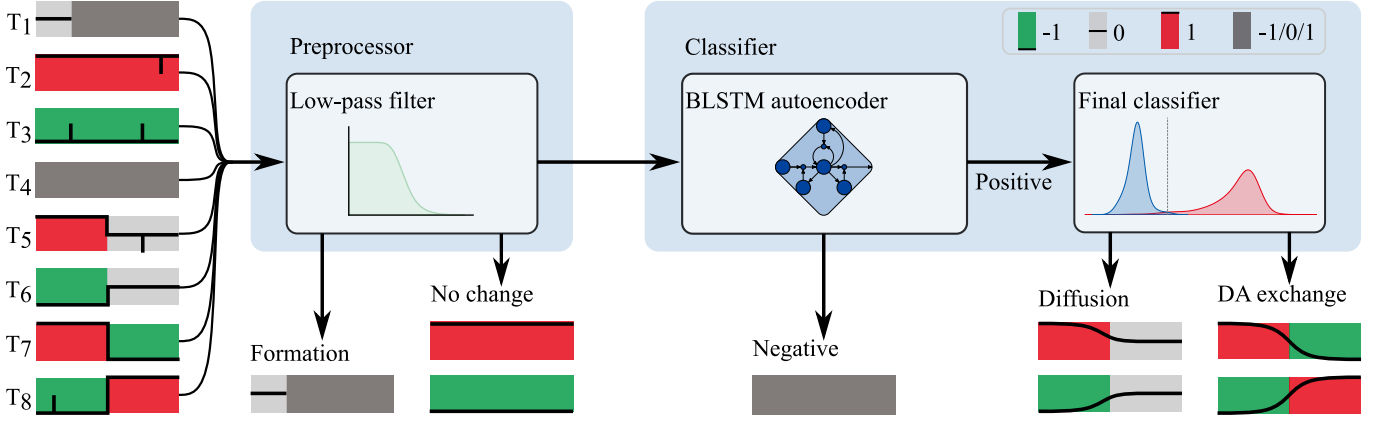 T1
T2
T3
T4
T5
T6
T7
T8
Preprocessor
Low-pass filter
Formation
No change
Classifier
-1
0
1
-1/0/1
BLSTM autoencoder
Positive
Final classifier
Negative
Diffusion
DA exchange